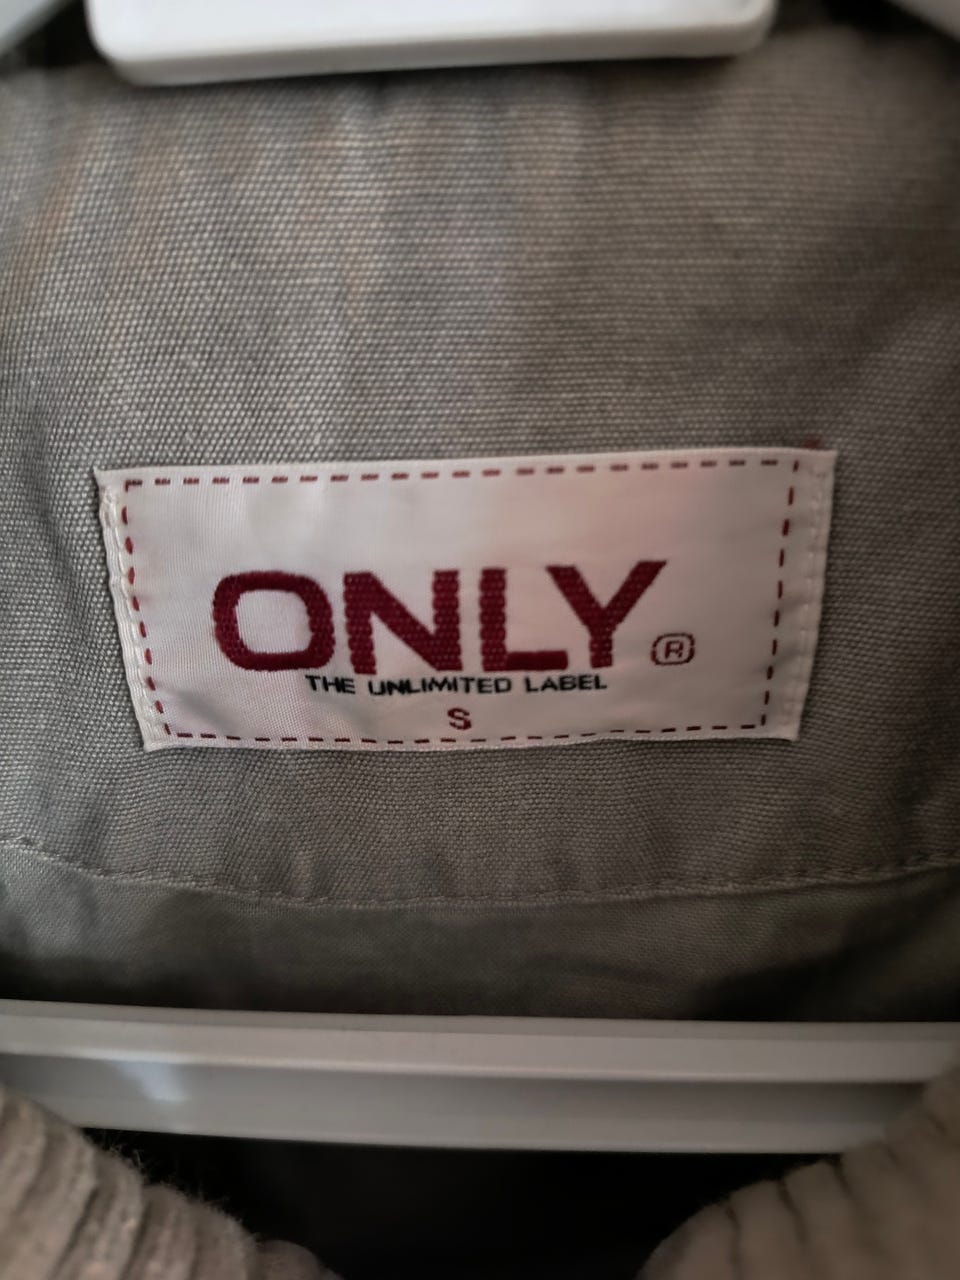 ONLY ®
THE UNLIMITED LABEL
S